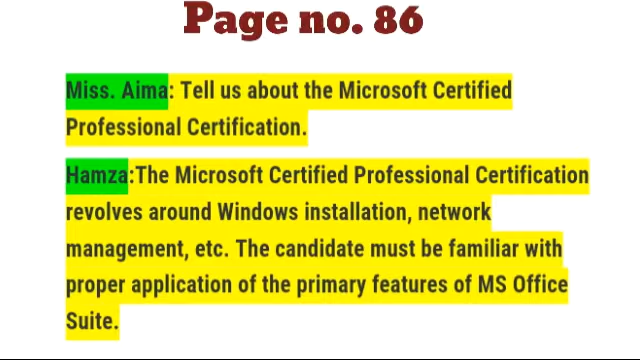 Page no. 86
Miss. Aima: Tell us about the Microsoft Certified
Professional Certification.
Hamza:The Microsoft Certified Professional Certification
revolves around Windows installation, network
management, etc. The candidate must be familiar with
proper application of the primary features of MS Office
Suite.